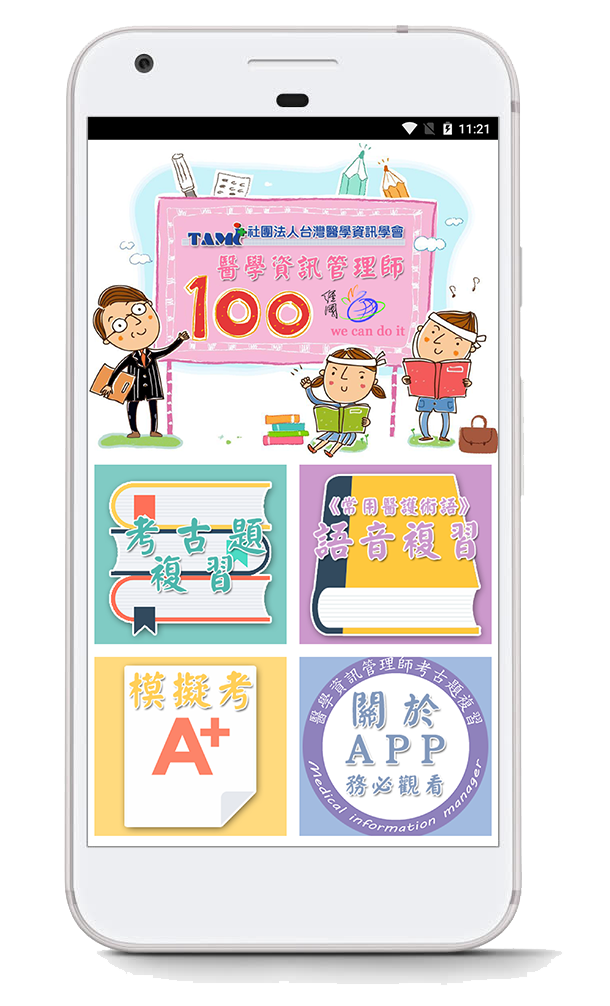 11:21
TAMI 社團法人台灣醫學資訊學會
醫學資訊管理師
100
經國
we can do it
考古題
複習
《常用醫護術語》
語音複習
模擬考
A+
醫學資訊管理師考古題複習
關於
APP
務必觀看
Medical information manager